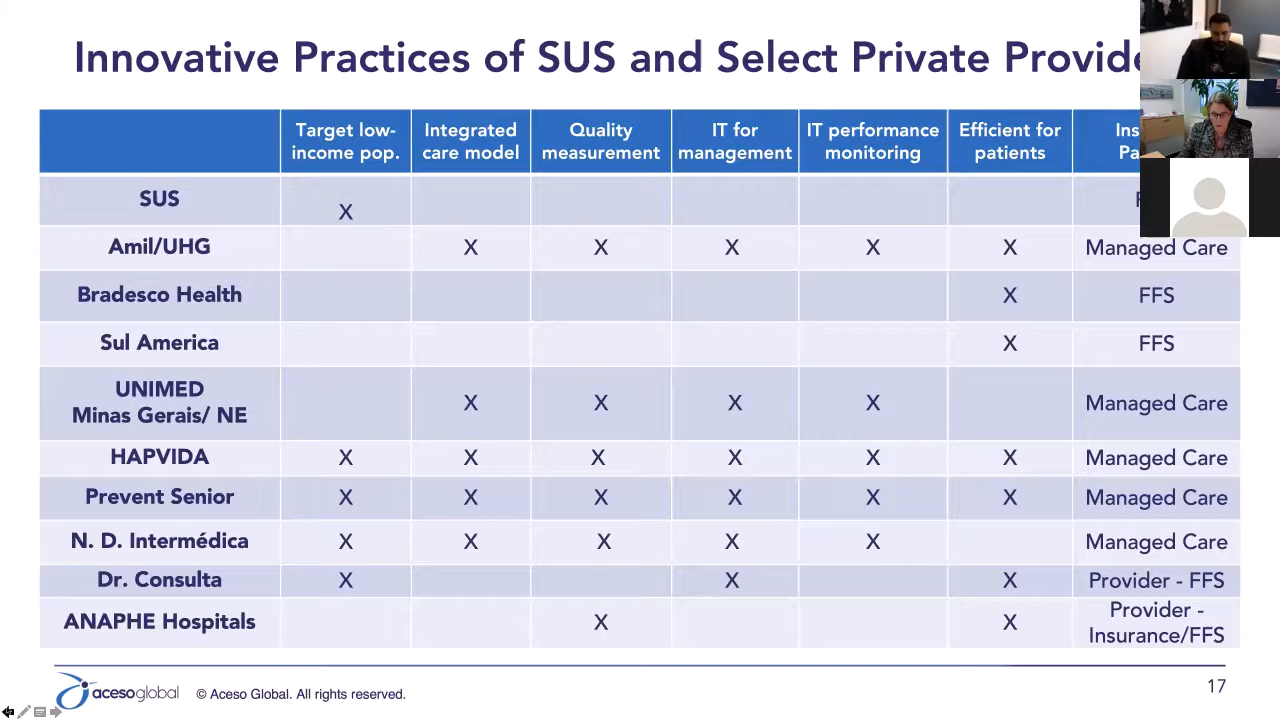 Innovative Practices of SUS and Select Private
Target low-income pop. Integrated care model Quality measurement IT for management IT performance monitoring Efficient for patients
SUS X
Amil/UHG X X X X X Managed Care
Bradesco Health X FFS
Sul America X FFS
UNIMED
Minas Gerais/ NE X X X X Managed Care
HAPVIDA X X X X X X Managed Care
Prevent Senior X X X X X X Managed Care
N. D. Intermédica X X X X X Managed Care
Dr. Consulta X X X Provider - FFS
ANAPHE Hospitals X X Provider -
Insurance/FFS
acesoglobal © Aceso Global. All rights reserved. 17